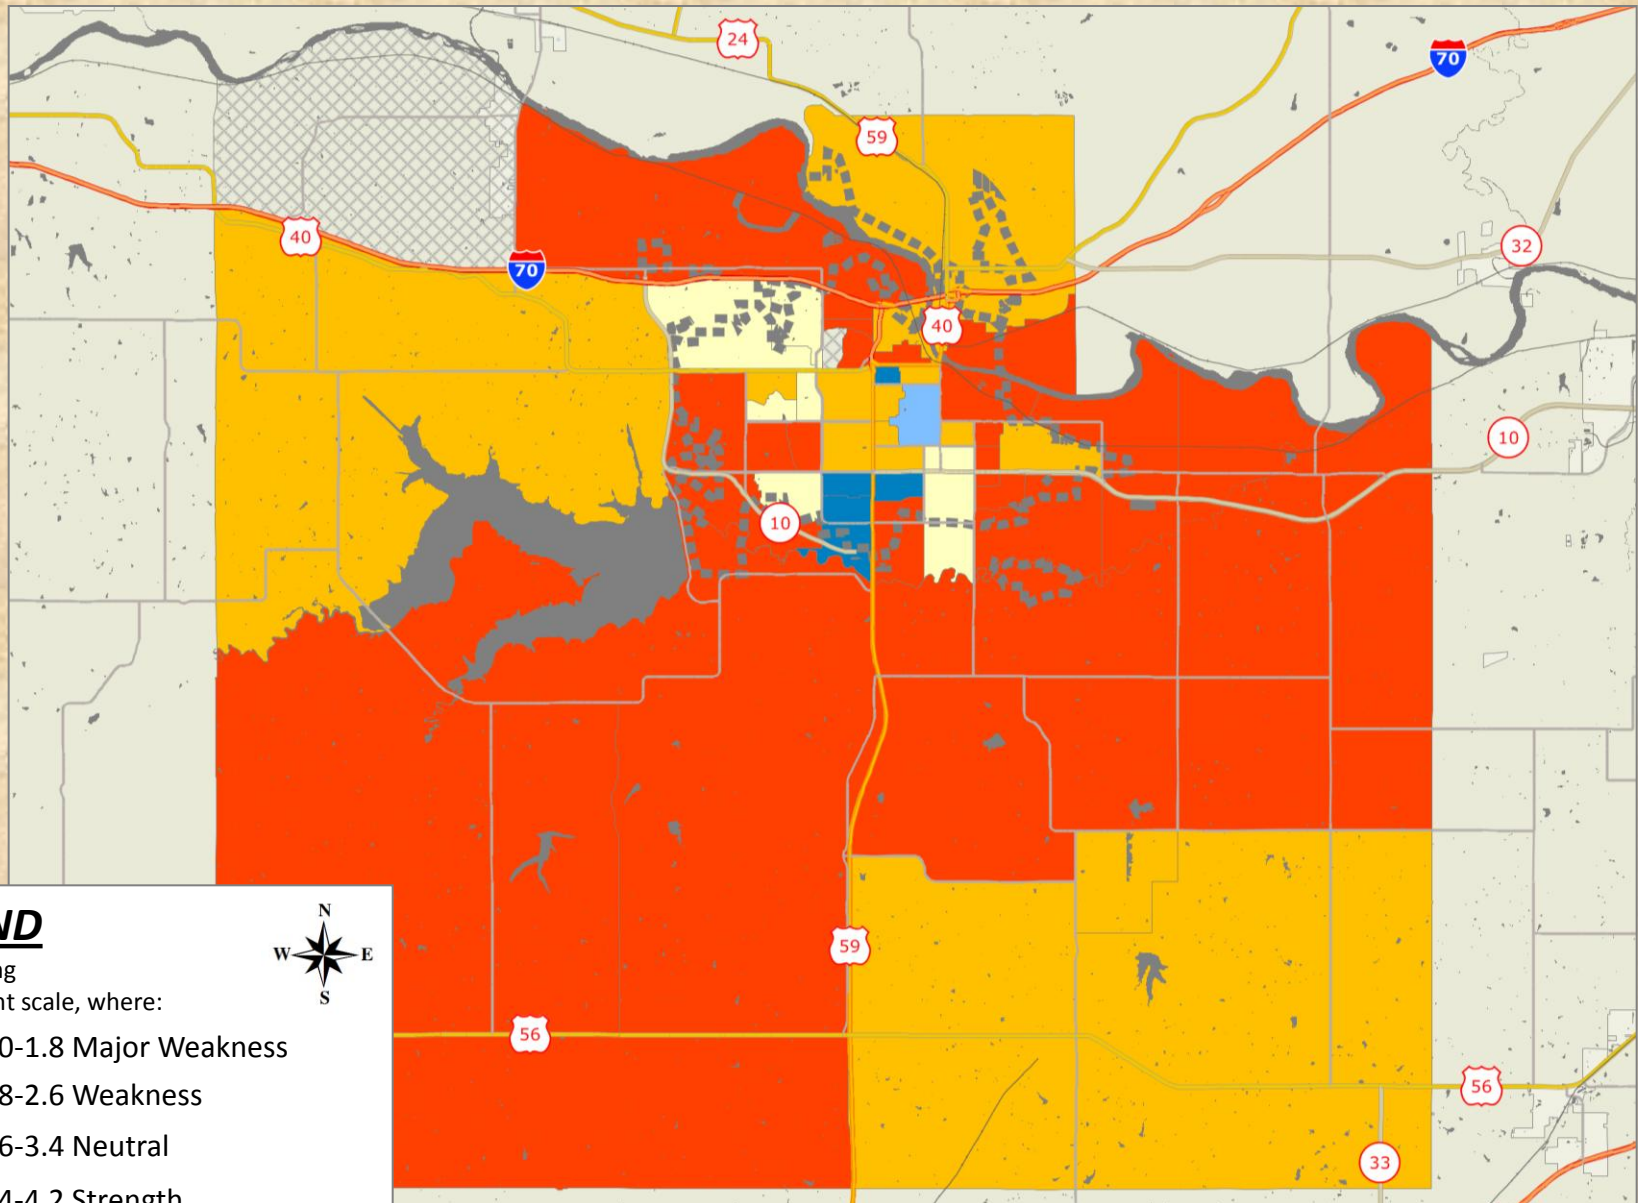 24
70
59
40
32
70
40
10
10
59
56
56
33
ND
N
W E
S
ng
nt scale, where:
0-1.8 Major Weakness
8-2.6 Weakness
6-3.4 Neutral
4-4.2 Strength